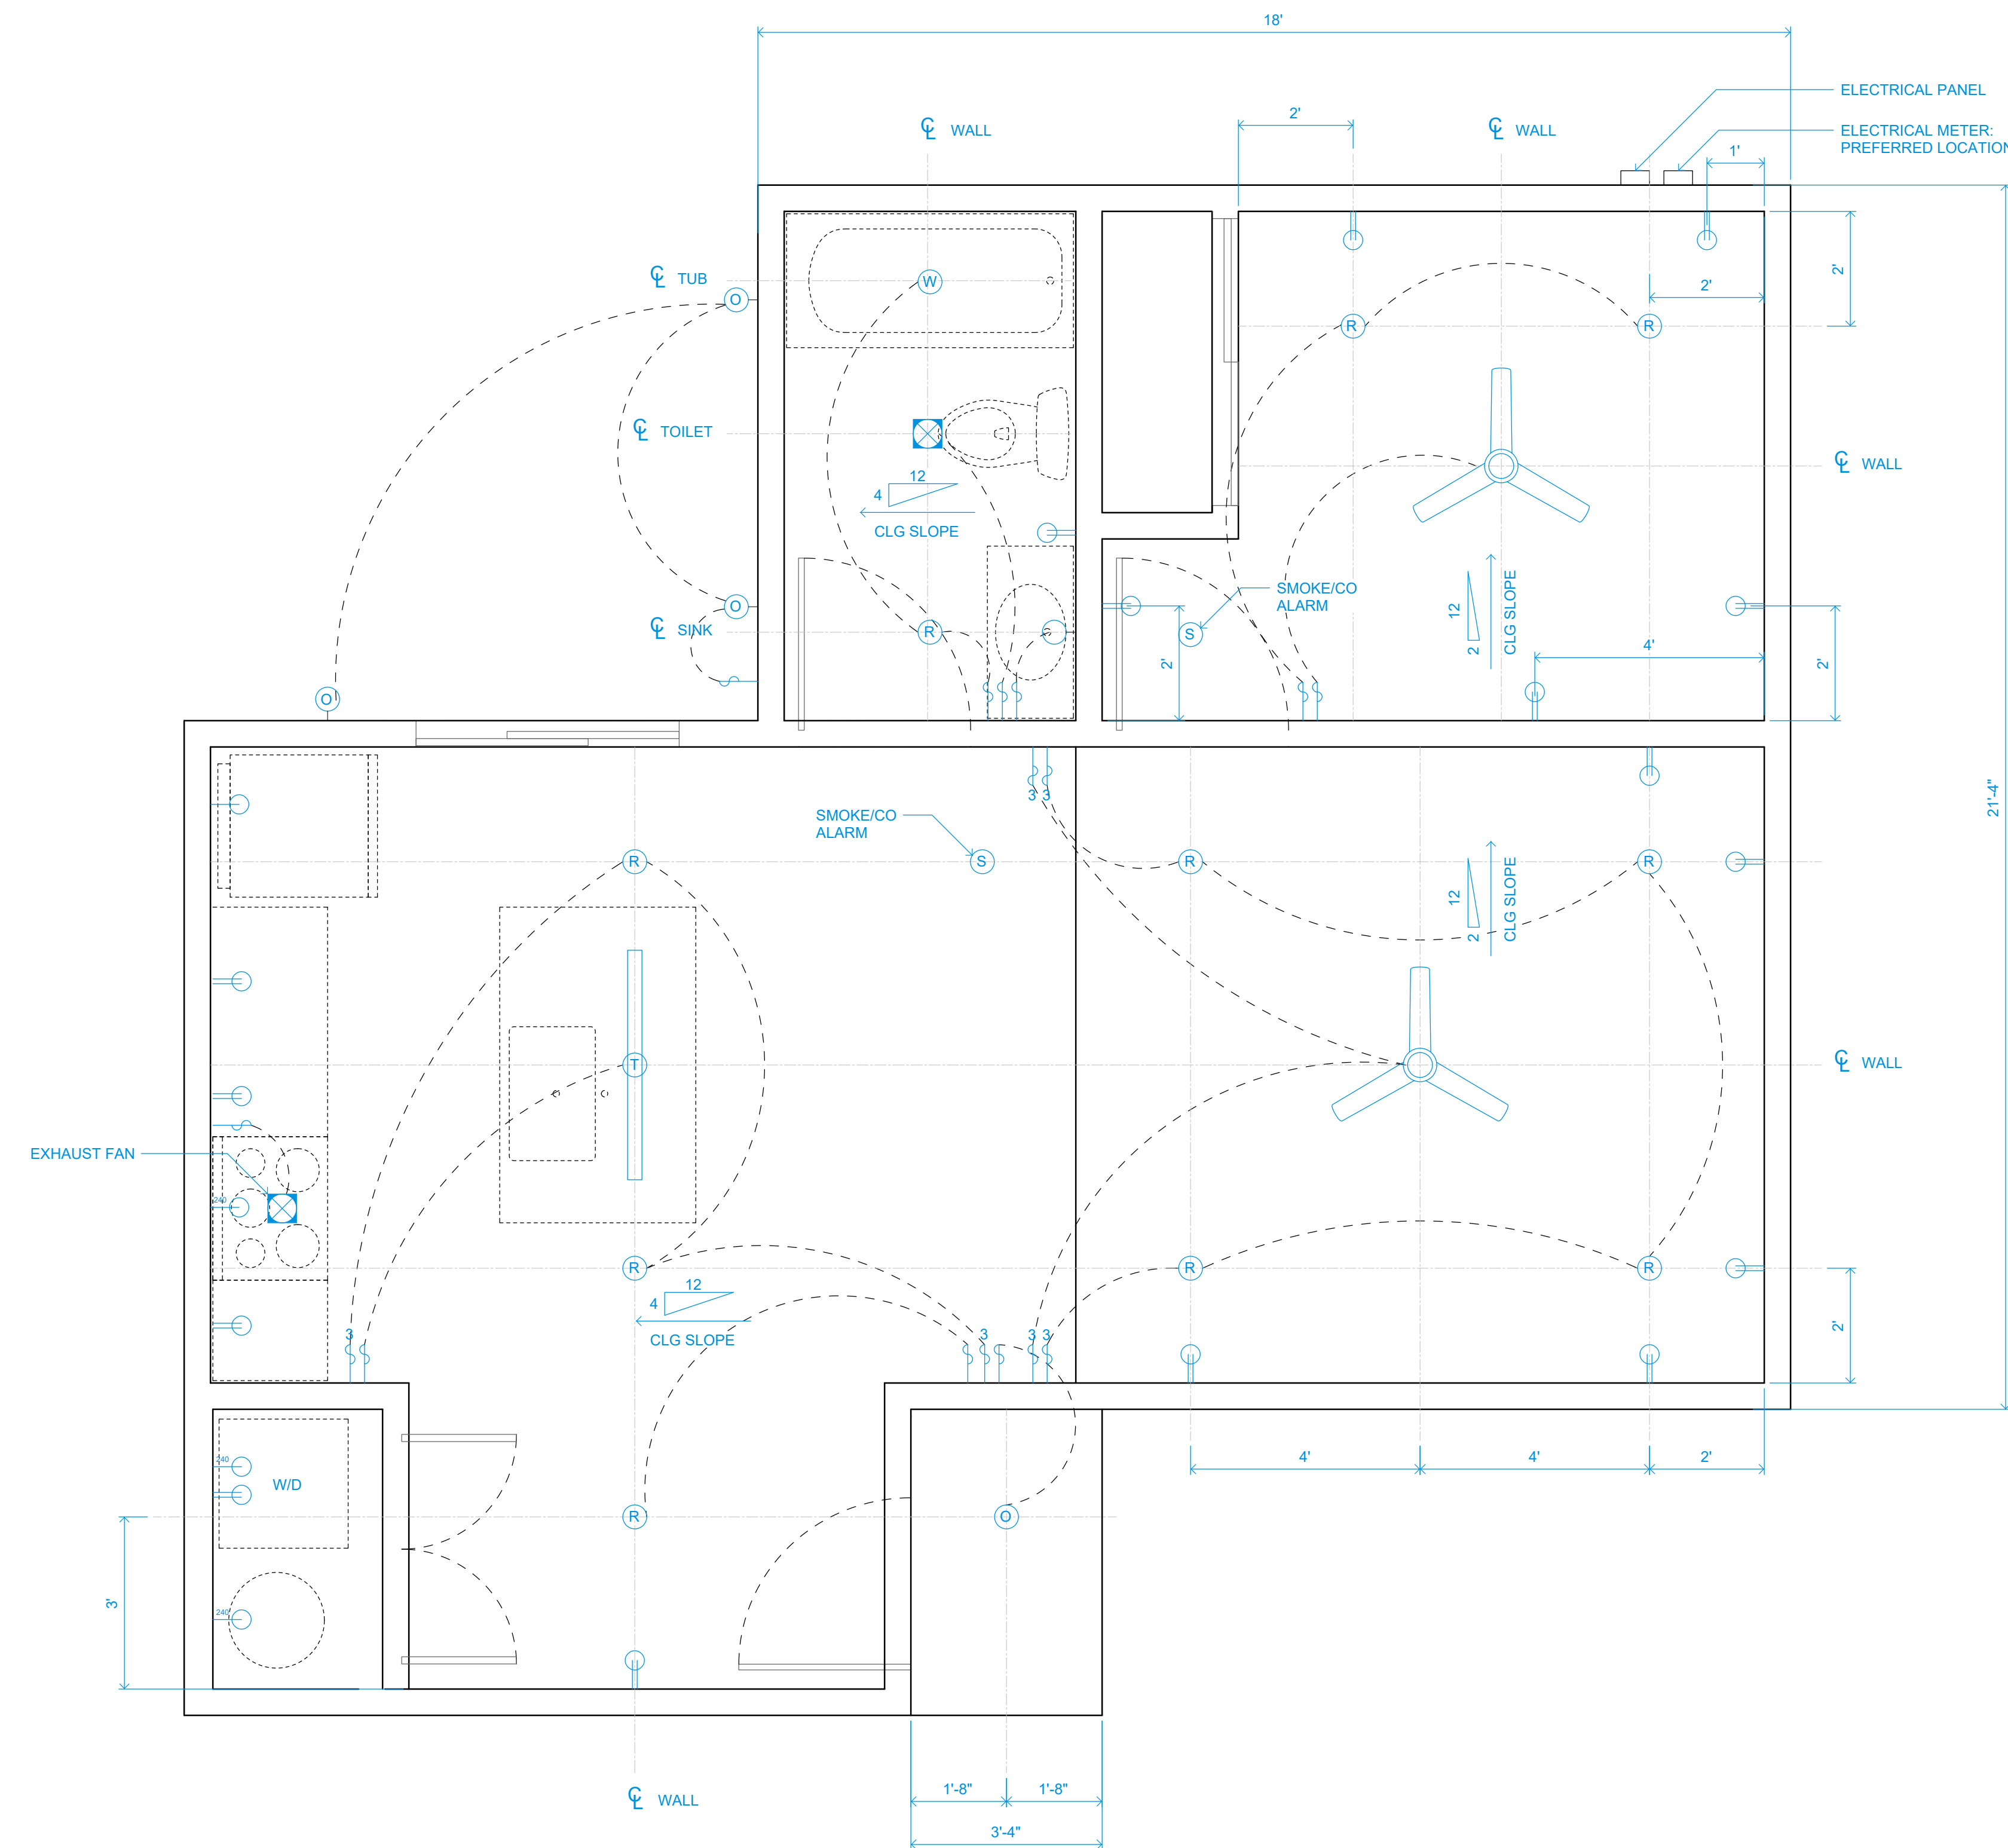 18'
ELECTRICAL PANEL
℄ WALL
℄ WALL
2'
ELECTRICAL METER:
PREFERRED LOCATION
1'
℄ TUB
W
O
2'
2'
R
R
℄ TOILET
℄ WALL
12
4
CLG SLOPE
SMOKE/CO
ALARM
12
2
CLG SLOPE
O
℄ SINK
R
S
2'
4'
2'
O
21'-4"
3
3
SMOKE/CO
ALARM
R
S
R
R
12
2
CLG SLOPE
T
℄ WALL
EXHAUST FAN
240
R
R
R
12
4
CLG SLOPE
2'
3
3
3
3
240
W/D
4'
4'
2'
R
O
3'
240
℄ WALL
1'-8"
1'-8"
3'-4"